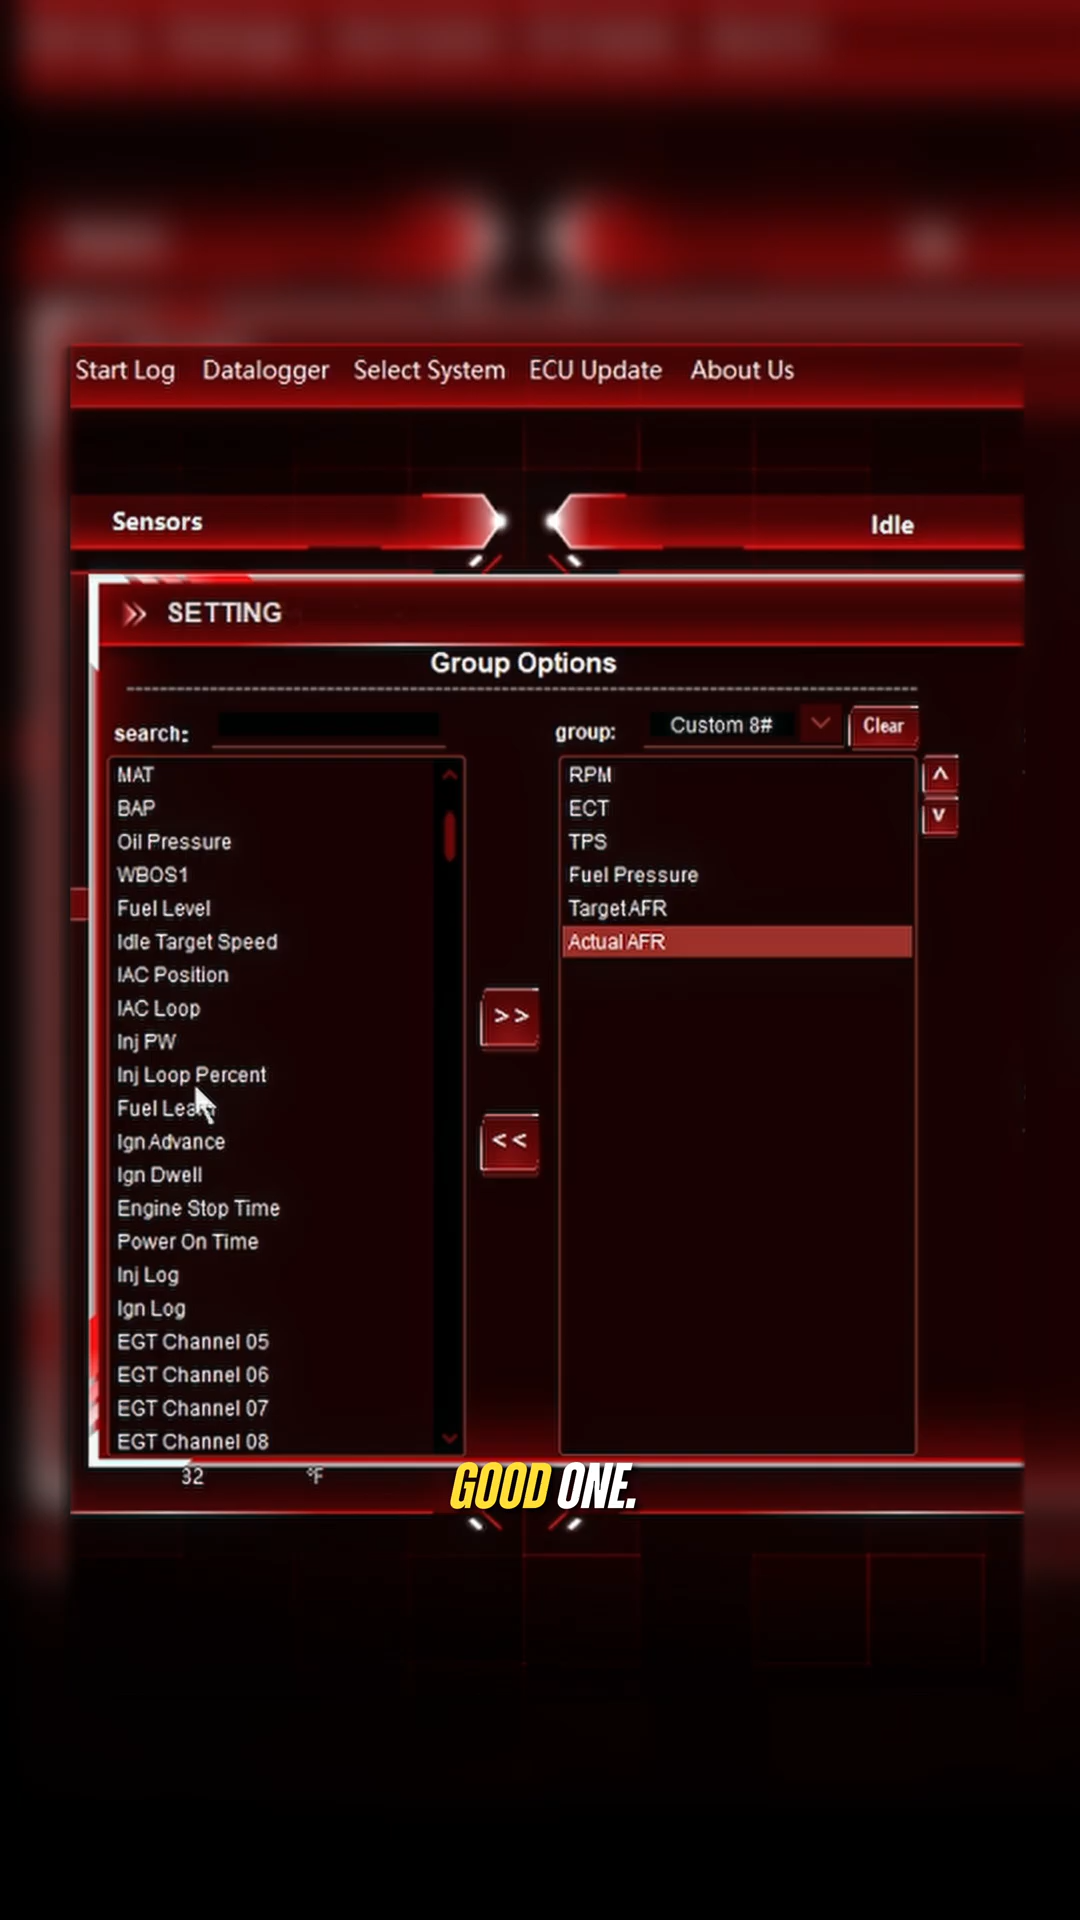 Start Log Datalogger Select System ECU Update About Us
Sensors Idle
SETTING
Group Options
search: group: Custom 8# Clear
MAT
BAP
Oil Pressure
WBOS1
Fuel Level
Idle Target Speed
IAC Position
IAC Loop
Inj PW
Inj Loop Percent
Fuel Learn
Ign Advance
Ign Dwell
Engine Stop Time
Power On Time
Inj Log
Ign Log
EGT Channel 05
EGT Channel 06
EGT Channel 07
EGT Channel 08
>>
<<
RPM
ECT
TPS
Fuel Pressure
Target AFR
Actual AFR
32 °F
GOOD ONE.